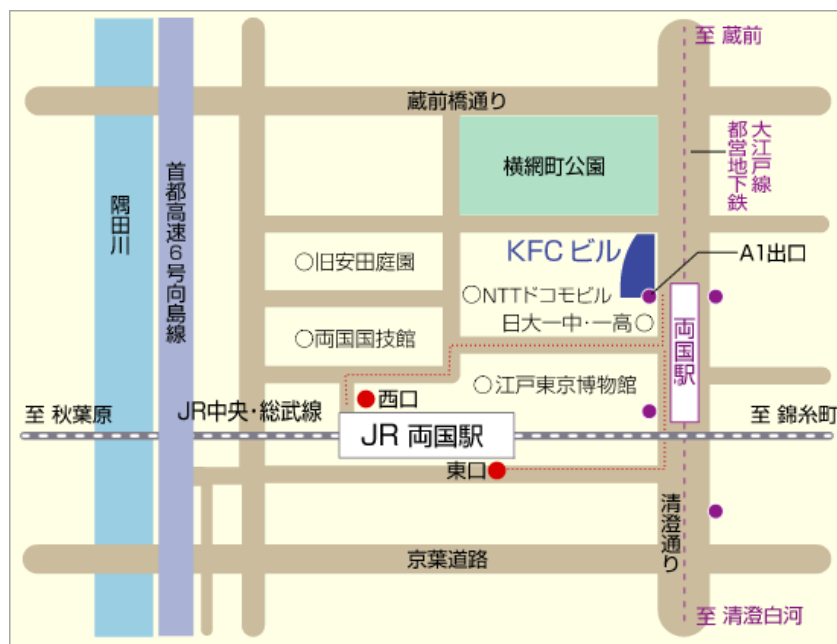 至 蔵前
蔵前橋通り
大江戸線
都営地下鉄
横網町公園
首都高速6号向島線
隅田川
KFC ビル
A1出口
○旧安田庭園
○NTTドコモビル
日大一中・一高○
両国駅
○両国国技館
○江戸東京博物館
西口
至 秋葉原
JR中央・総武線
至 錦糸町
JR 両国駅
東口
清澄通り
京葉道路
至 清澄白河